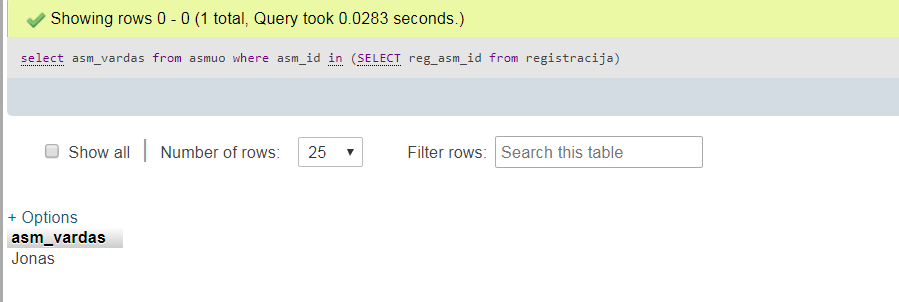 Showing rows 0 - 0 (1 total, Query took 0.0283 seconds.)
select asm_vardas from asmuo where asm_id in (SELECT reg_asm_id from registracija)
Show all | Number of rows: 25 Filter rows: Search this table
+ Options
asm_vardas
Jonas